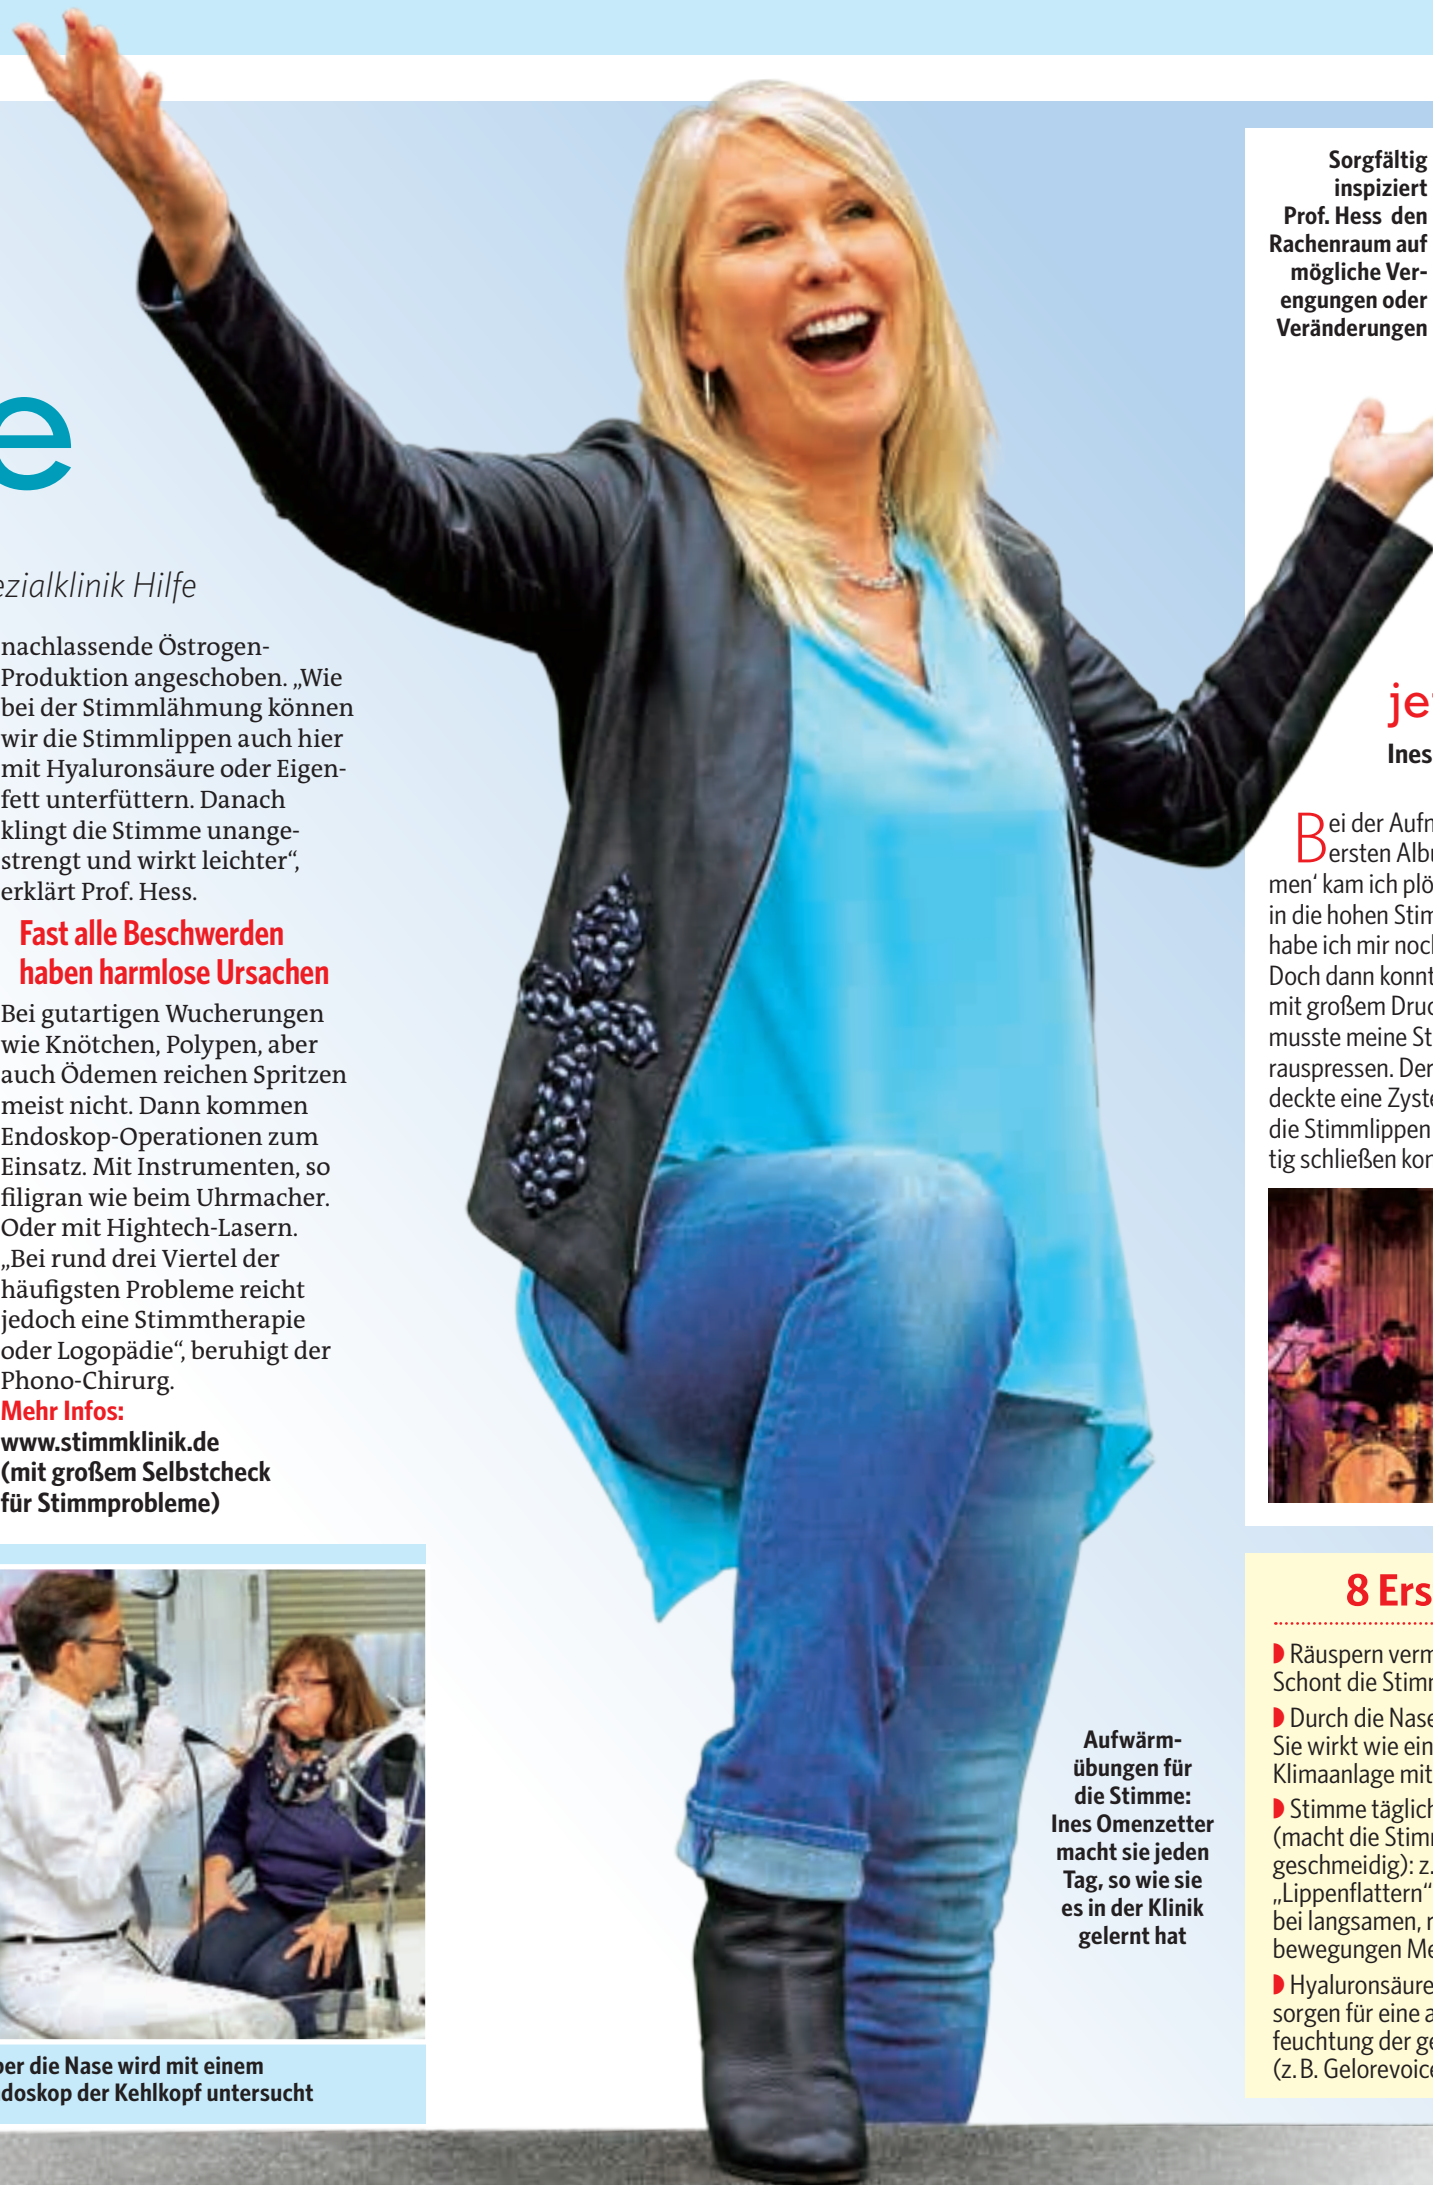 e
ezialklinik Hilfe
nachlassende Östrogen-
Produktion angeschoben. „Wie
bei der Stimmlähmung können
wir die Stimmlippen auch hier
mit Hyaluronsäure oder Eigen-
fett unterfüttern. Danach
klingt die Stimme unange-
strengt und wirkt leichter“,
erklärt Prof. Hess.
Fast alle Beschwerden
haben harmlose Ursachen
Bei gutartigen Wucherungen
wie Knötchen, Polypen, aber
auch Ödemen reichen Spritzen
meist nicht. Dann kommen
Endoskop-Operationen zum
Einsatz. Mit Instrumenten, so
filigran wie beim Uhrmacher.
Oder mit Hightech-Lasern.
„Bei rund drei Viertel der
häufigsten Probleme reicht
jedoch eine Stimmtherapie
oder Logopädie“, beruhigt der
Phono-Chirurg.
Mehr Infos:
www.stimmklinik.de
(mit großem Selbstcheck
für Stimmprobleme)
ber die Nase wird mit einem
doskop der Kehlkopf untersucht
Aufwärm-
übungen für
die Stimme:
Ines Omenzetter
macht sie jeden
Tag, so wie sie
es in der Klinik
gelernt hat
Sorgfältig
inspiziert
Prof. Hess den
Rachenraum auf
mögliche Ver-
engungen oder
Veränderungen
je
Ines
Bei der Aufn
ersten Albu
men‘ kam ich plö
in die hohen Stim
habe ich mir noch
Doch dann konnt
mit großem Druc
musste meine St
rauspressen. Der
deckte eine Zyste
die Stimmlippen
tig schließen kon
8 Ers
Räuspern verm
Schont die Stimm
Durch die Nase
Sie wirkt wie ein
Klimaanlage mit
Stimme täglich
(macht die Stimm
geschmeidig): z.
„Lippenflattern“
bei langsamen, r
bewegungen Me
Hyaluronsäure
sorgen für eine a
feuchtung der ge
(z. B. Gelorevoice